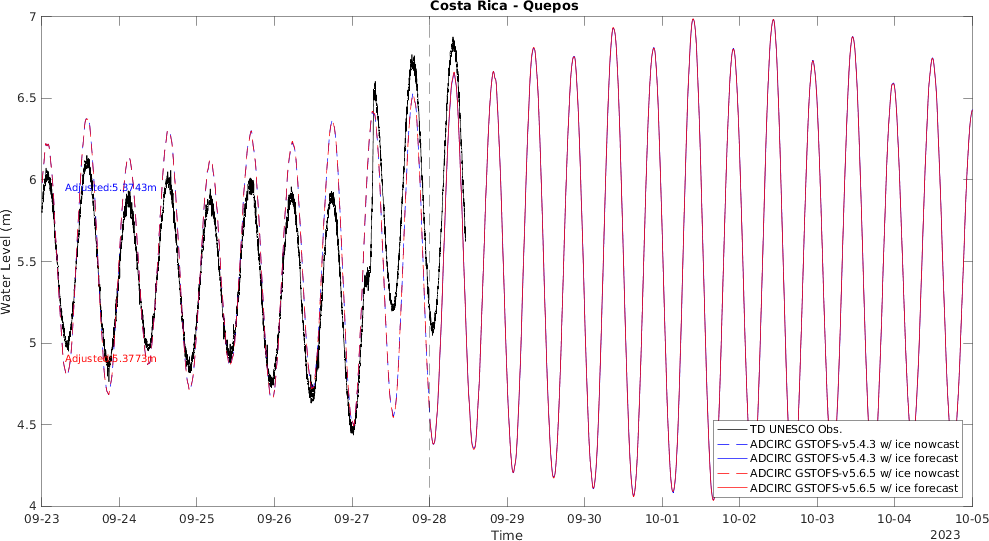 Costa Rica - Quepos
7
6.5
6
5.5
5
4.5
4
Water Level (m)
Adjusted:5.3743m
Adjusted:5.3773m
TD UNESCO Obs.
ADCIRC GSTOFS-v5.4.3 w/ ice nowcast
ADCIRC GSTOFS-v5.4.3 w/ ice forecast
ADCIRC GSTOFS-v5.6.5 w/ ice nowcast
ADCIRC GSTOFS-v5.6.5 w/ ice forecast
09-23 09-24 09-25 09-26 09-27 09-28 09-29 09-30 10-01 10-02 10-03 10-04 10-05
Time
2023